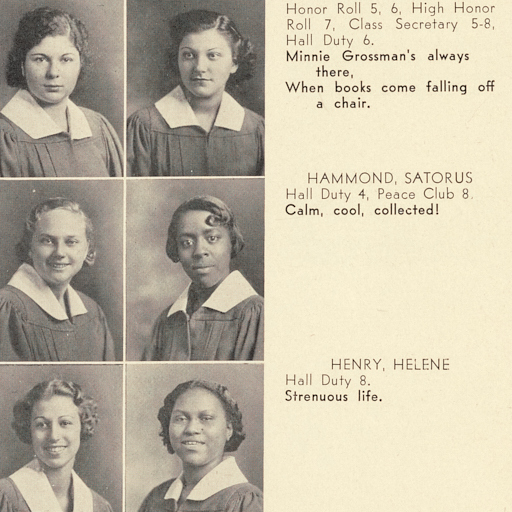 Honor Roll 5, 6, High Honor
Roll 7, Class Secretary 5-8,
Hall Duty 6.
Minnie Grossman's always
there,
When books come falling off
a chair.
HAMMOND, SATORUS
Hall Duty 4, Peace Club 8.
Calm, cool, collected!
HENRY, HELENE
Hall Duty 8.
Strenuous life.